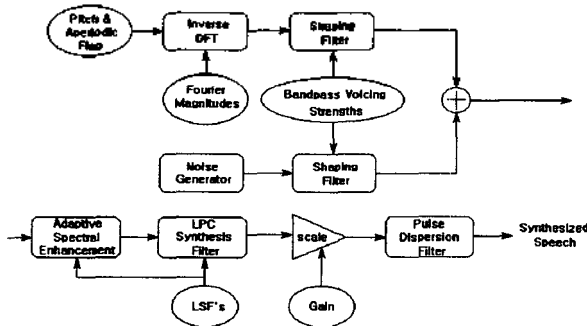 Pitch &
Aperiodic
Flag
Inverse
DFT
Shaping
Filter
Fourier
Magnitudes
Bandpass Voicing
Strengths
Noise
Generator
Shaping
Filter
Adaptive
Spectral
Enhancement
LPC
Synthesis
Filter
scale
Pulse
Dispersion
Filter
Synthesized
Speech
LSF's
Gain